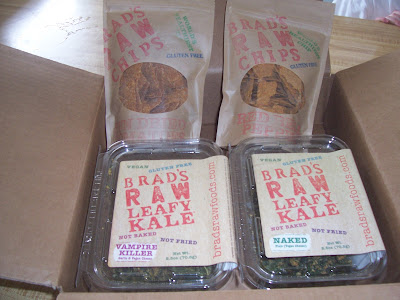 BRAD'S
RAW
CHIPS
GLUTEN FREE
BRAD'S
RAW
CHIPS
GLUTEN FREE
VEGAN
GLUTEN FREE
BRAD'S
RAW
LEAFY
KALE
NOT BAKED
NOT FRIED
VAMPIRE
KILLER
bradsrawfoods.com
VEGAN
GLUTEN FREE
BRAD'S
RAW
LEAFY
KALE
NOT BAKED
NOT FRIED
NAKED
bradsrawfoods.com